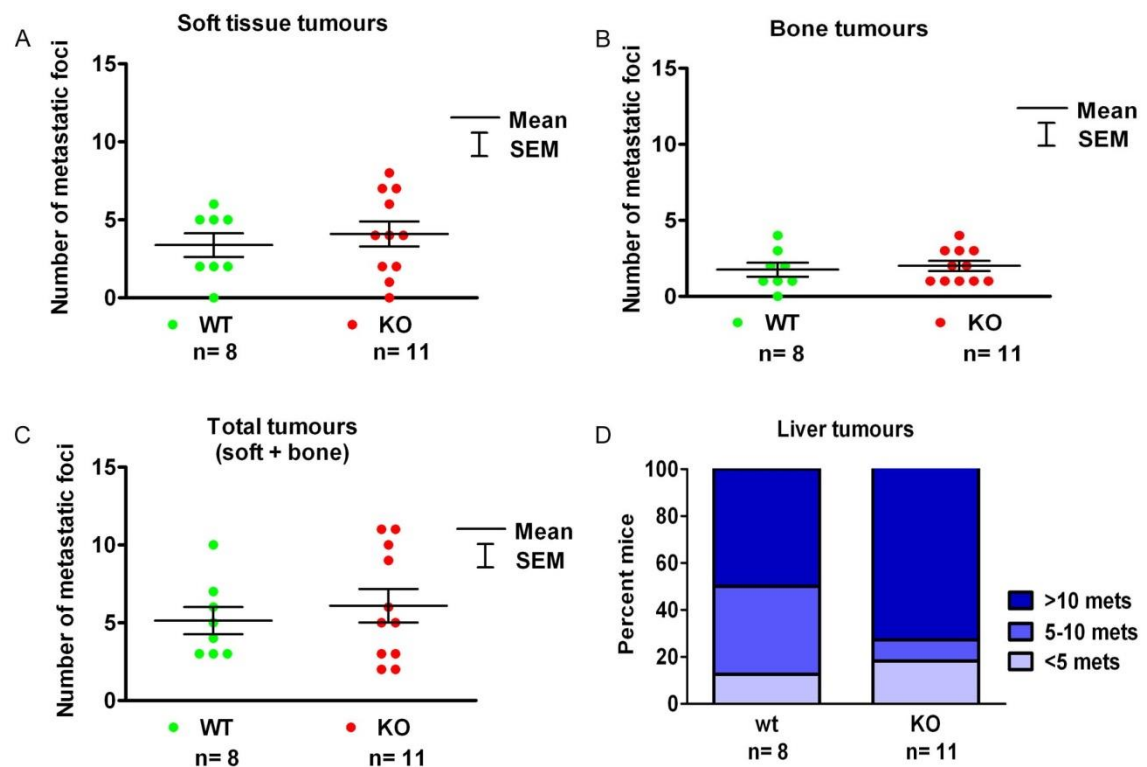 A
Soft tissue tumours
Number of metastatic foci
15
10
5
0
Mean
SEM
WT
KO
n= 8
n= 11
B
Bone tumours
Number of metastatic foci
15
10
5
0
Mean
SEM
WT
KO
n= 8
n= 11
C
Total tumours
(soft + bone)
Number of metastatic foci
15
10
5
0
Mean
SEM
WT
KO
n= 8
n= 11
D
Liver tumours
Percent mice
100
80
60
40
20
0
>10 mets
5-10 mets
<5 mets
wt
KO
n= 8
n= 11